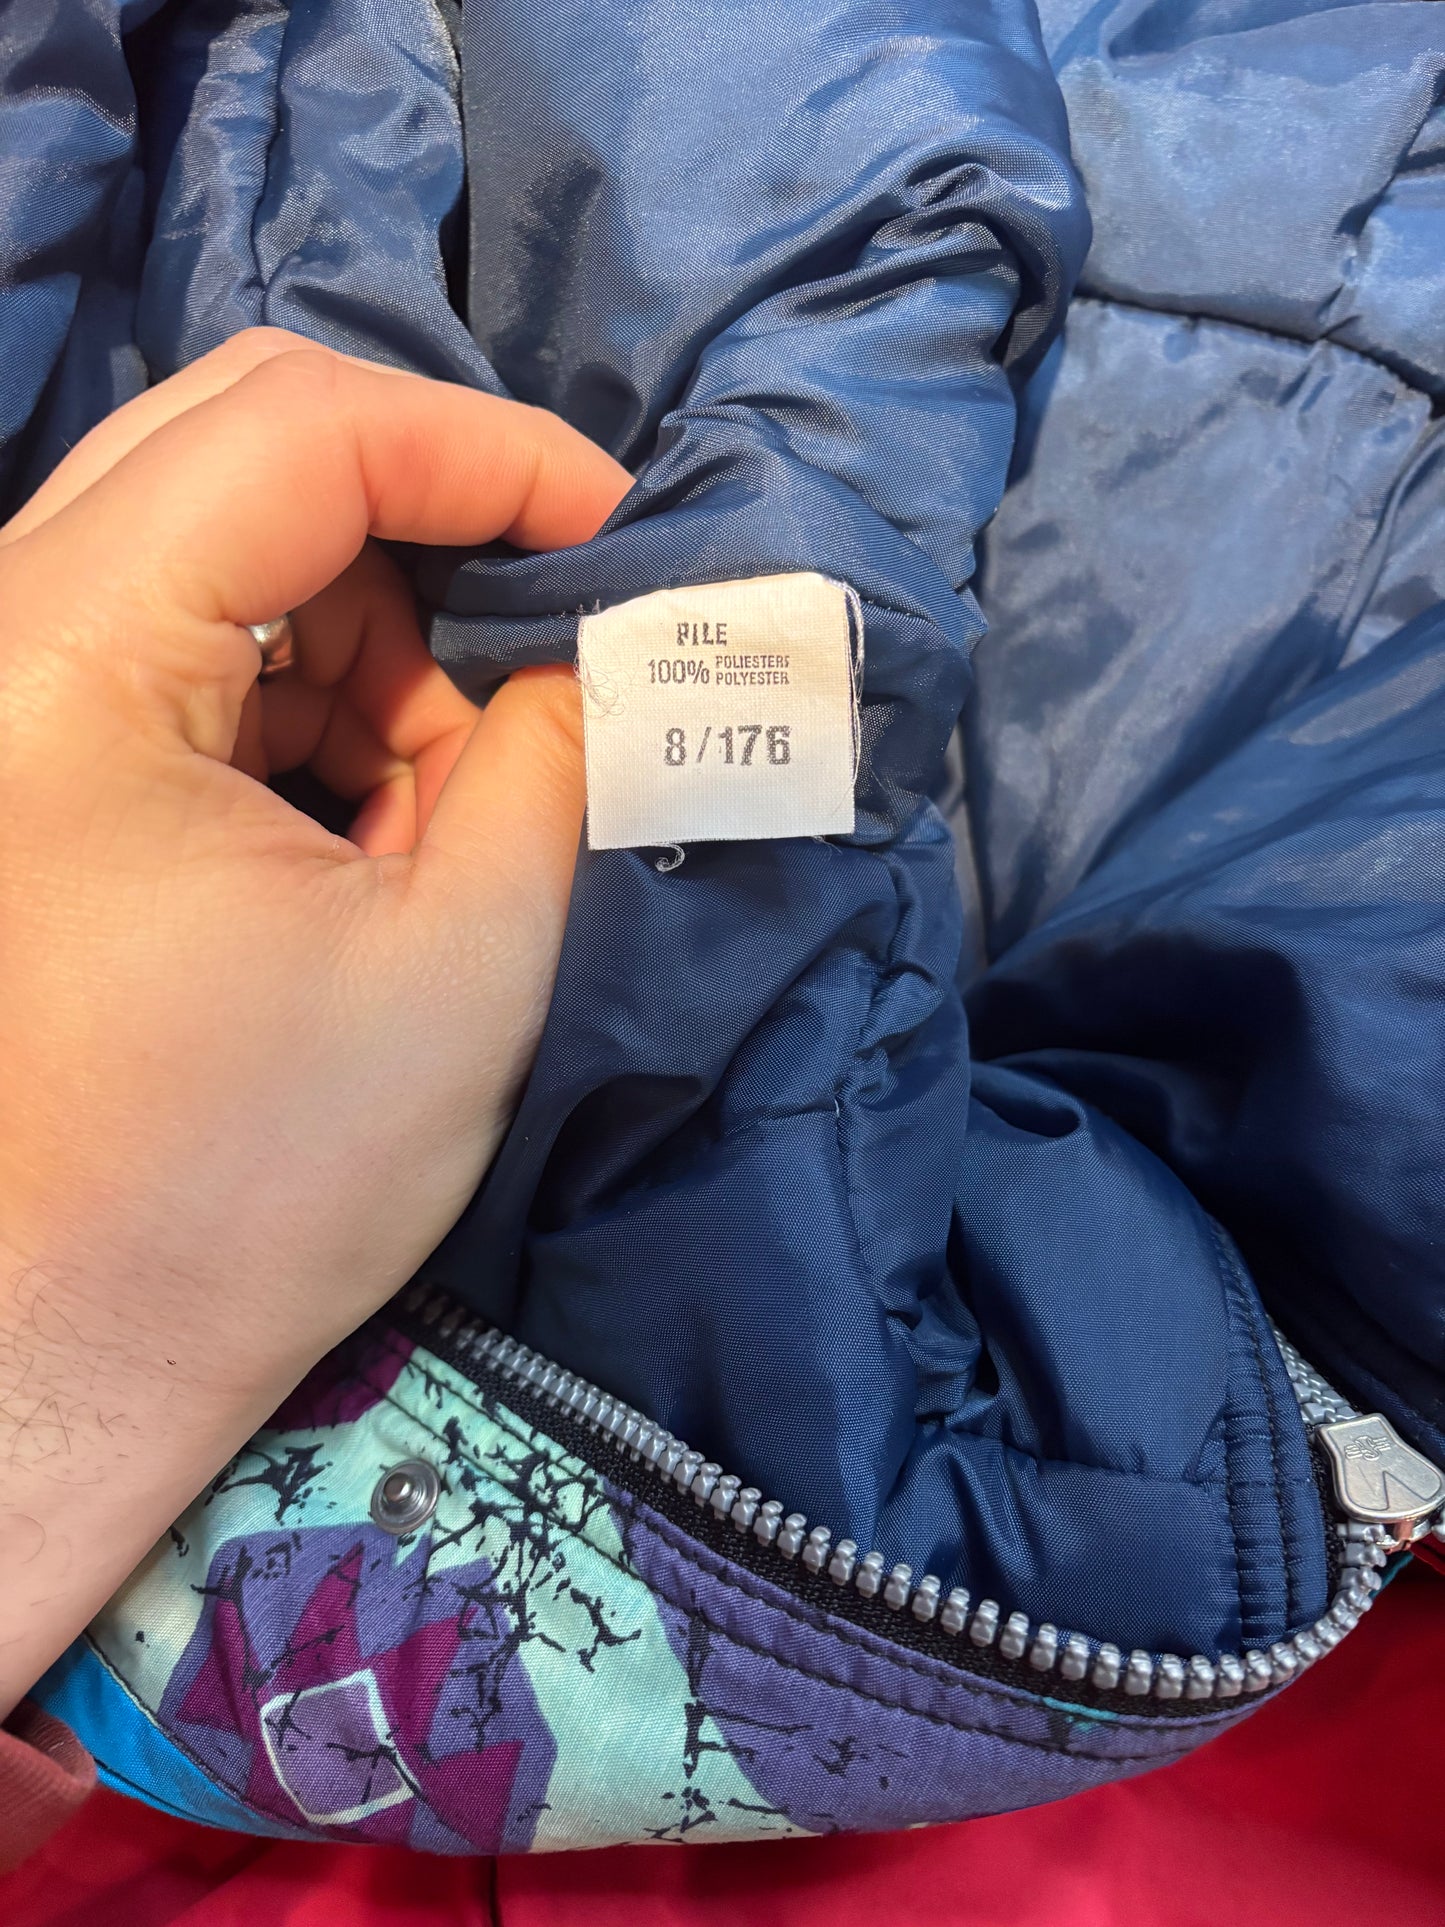 PILE
100% POLIESTERS
POLYESTER
8/176